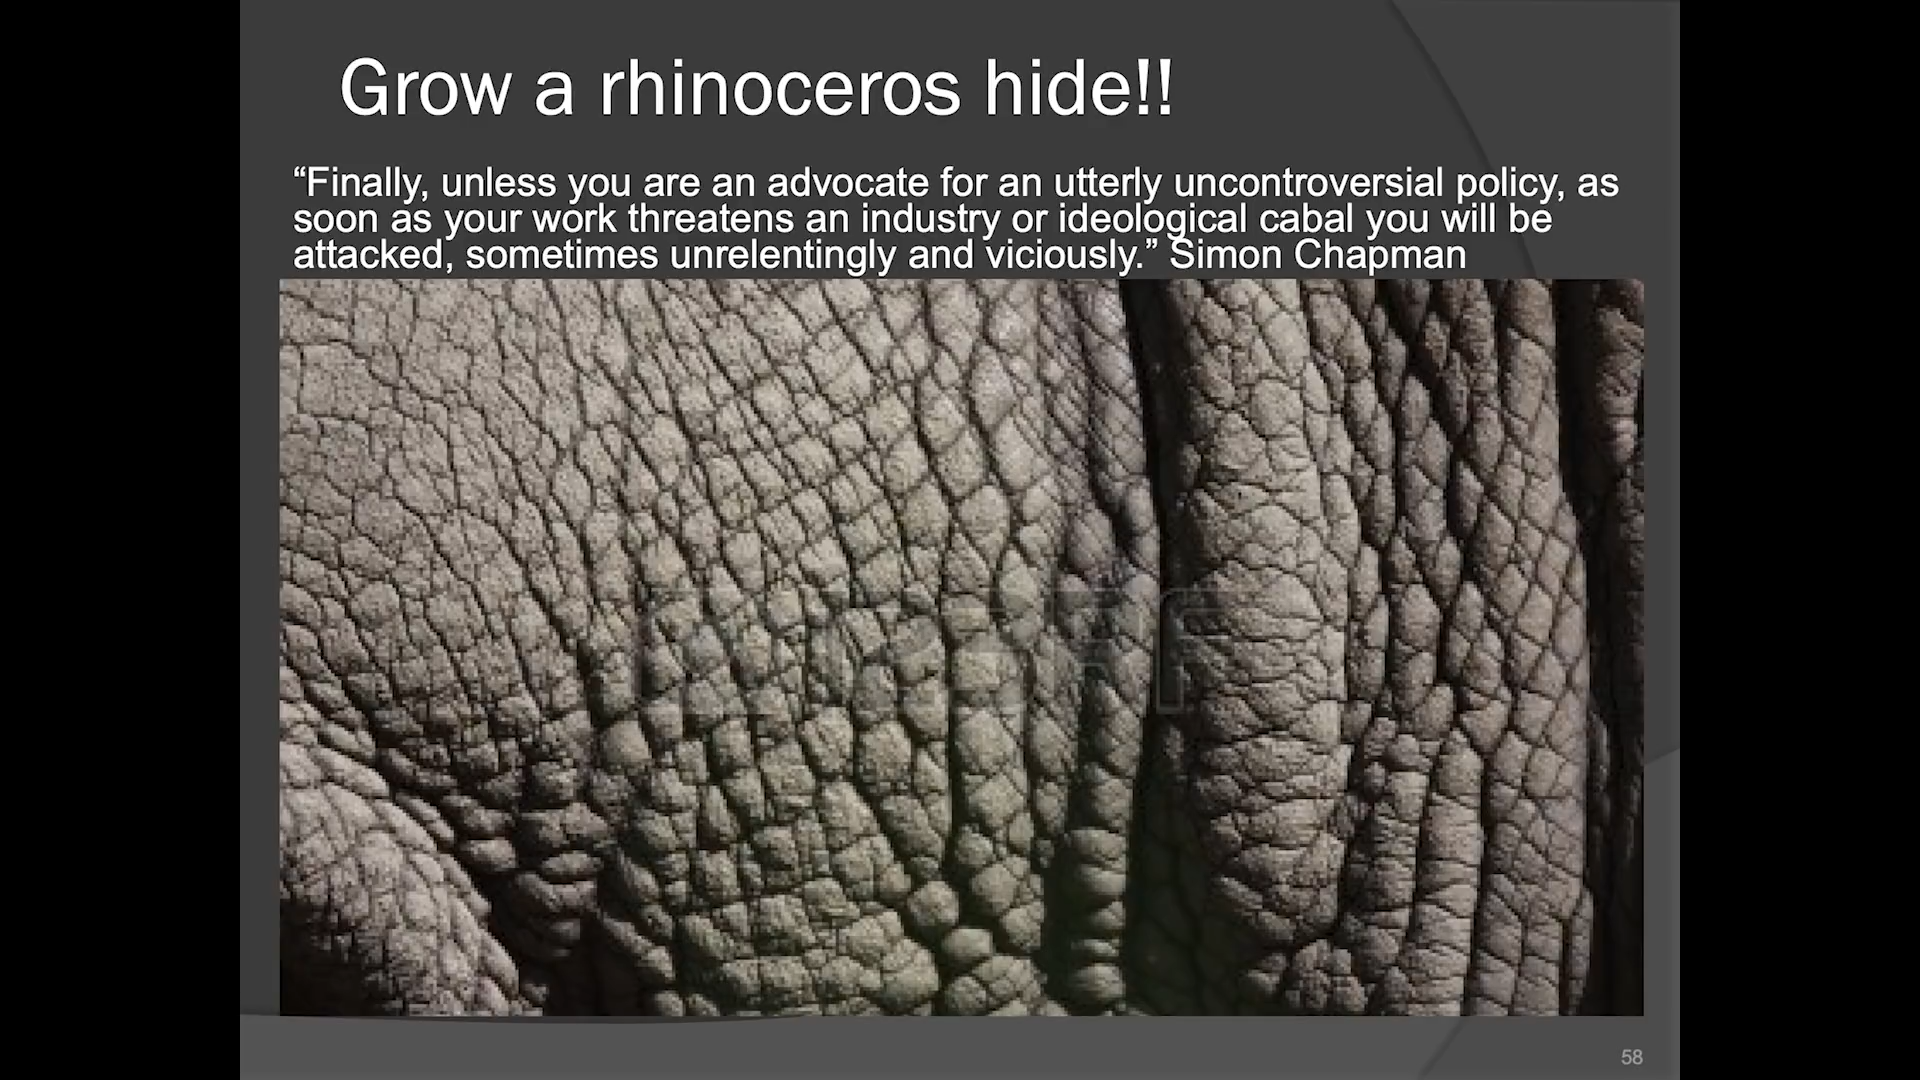 Grow a rhinoceros hide!!
“Finally, unless you are an advocate for an utterly uncontroversial policy, as
soon as your work threatens an industry or ideological cabal you will be
attacked, sometimes unrelentingly and viciously.” Simon Chapman
58